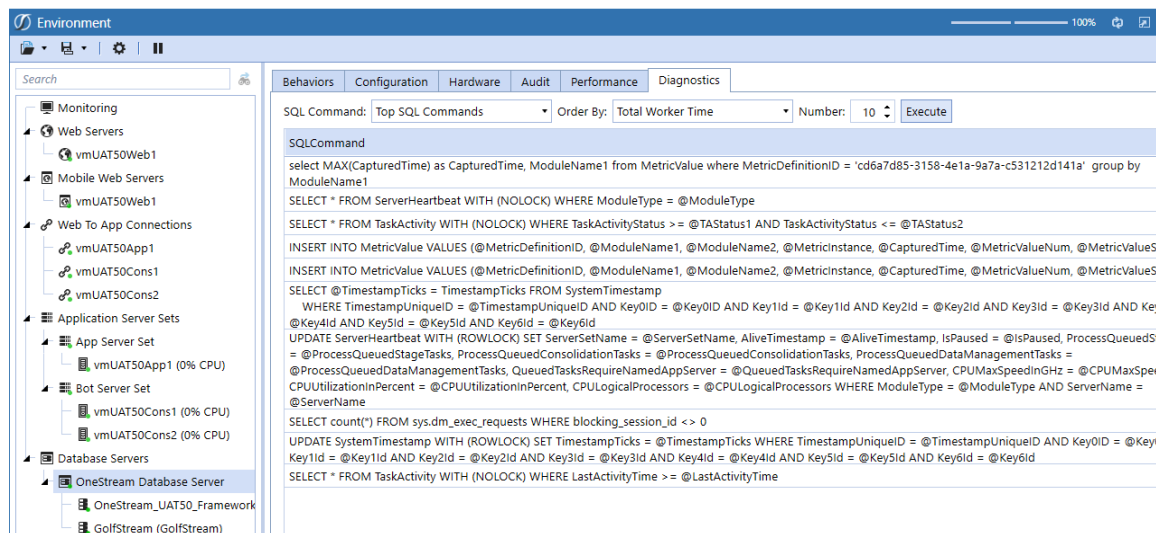 Environment
100%
Search
Monitoring
Web Servers
vmUAT50Web1
Mobile Web Servers
vmUAT50Web1
Web To App Connections
vmUAT50App1
vmUAT50Cons1
vmUAT50Cons2
Application Server Sets
App Server Set
vmUAT50App1 (0% CPU)
Bot Server Set
vmUAT50Cons1 (0% CPU)
vmUAT50Cons2 (0% CPU)
Database Servers
OneStream Database Server
OneStream_UAT50_Framework
GolfStream (GolfStream)
Behaviors Configuration Hardware Audit Performance Diagnostics
SQL Command: Top SQL Commands Order By: Total Worker Time Number: 10 Execute
SQLCommand
select MAX(CapturedTime) as CapturedTime, ModuleName1 from MetricValue where MetricDefinitionID = 'cd6a7d85-3158-4e1a-9a7a-c531212d141a' group by
ModuleName1
SELECT * FROM ServerHeartbeat WITH (NOLOCK) WHERE ModuleType = @ModuleType
SELECT * FROM TaskActivity WITH (NOLOCK) WHERE TaskActivityStatus >= @TAStatus1 AND TaskActivityStatus <= @TAStatus2
INSERT INTO MetricValue VALUES (@MetricDefinitionID, @ModuleName1, @ModuleName2, @MetricInstance, @CapturedTime, @MetricValueNum, @MetricValueS
INSERT INTO MetricValue VALUES (@MetricDefinitionID, @ModuleName1, @ModuleName2, @MetricInstance, @CapturedTime, @MetricValueNum, @MetricValueS
SELECT @TimestampTicks = TimestampTicks FROM SystemTimestamp
WHERE TimestampUniqueID = @TimestampUniqueID AND Key0ID = @Key0ID AND Key1Id = @Key1Id AND Key2Id = @Key2Id AND Key3Id = @Key3Id AND Key
@Key4Id AND Key5Id = @Key5Id AND Key6Id = @Key6Id
UPDATE ServerHeartbeat WITH (ROWLOCK) SET ServerSetName = @ServerSetName, AliveTimestamp = @AliveTimestamp, IsPaused = @IsPaused, ProcessQueuedSt
= @ProcessQueuedStageTasks, ProcessQueuedConsolidationTasks = @ProcessQueuedConsolidationTasks, ProcessQueuedDataManagementTasks =
@ProcessQueuedDataManagementTasks, QueuedTasksRequireNamedAppServer = @QueuedTasksRequireNamedAppServer, CPUMaxSpeedInGHz = @CPUMaxSpee
CPUUtilizationInPercent = @CPUUtilizationInPercent, CPULogicalProcessors = @CPULogicalProcessors WHERE ModuleType = @ModuleType AND ServerName =
@ServerName
SELECT count(*) FROM sys.dm_exec_requests WHERE blocking_session_id <> 0
UPDATE SystemTimestamp WITH (ROWLOCK) SET TimestampTicks = @TimestampTicks WHERE TimestampUniqueID = @TimestampUniqueID AND Key0ID = @Key
Key1Id = @Key1Id AND Key2Id = @Key2Id AND Key3Id = @Key3Id AND Key4Id = @Key4Id AND Key5Id = @Key5Id AND Key6Id = @Key6Id
SELECT * FROM TaskActivity WITH (NOLOCK) WHERE LastActivityTime >= @LastActivityTime